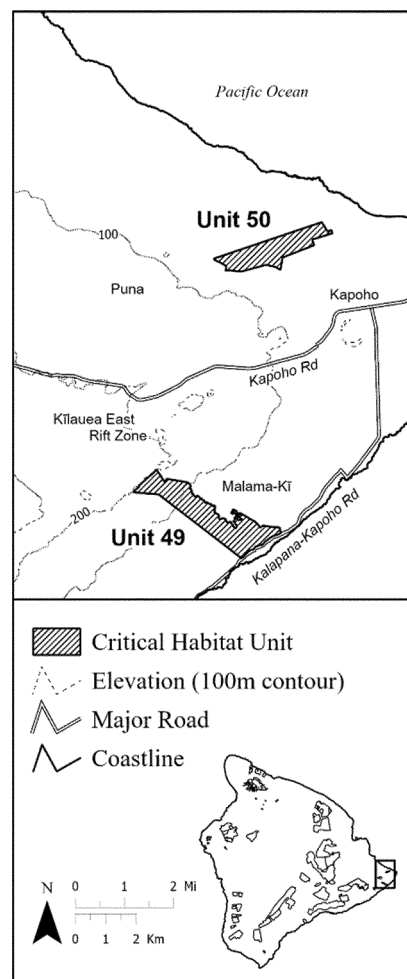 Pacific Ocean
Unit 50
100
Puna
Kapoho
Kapoho Rd
Kīlauea East
Rift Zone
Malama-Kī
200
Unit 49
Kalapana-Kapoho Rd
Critical Habitat Unit
Elevation (100m contour)
Major Road
Coastline
N
0 1 2 Mi
0 1 2 Km